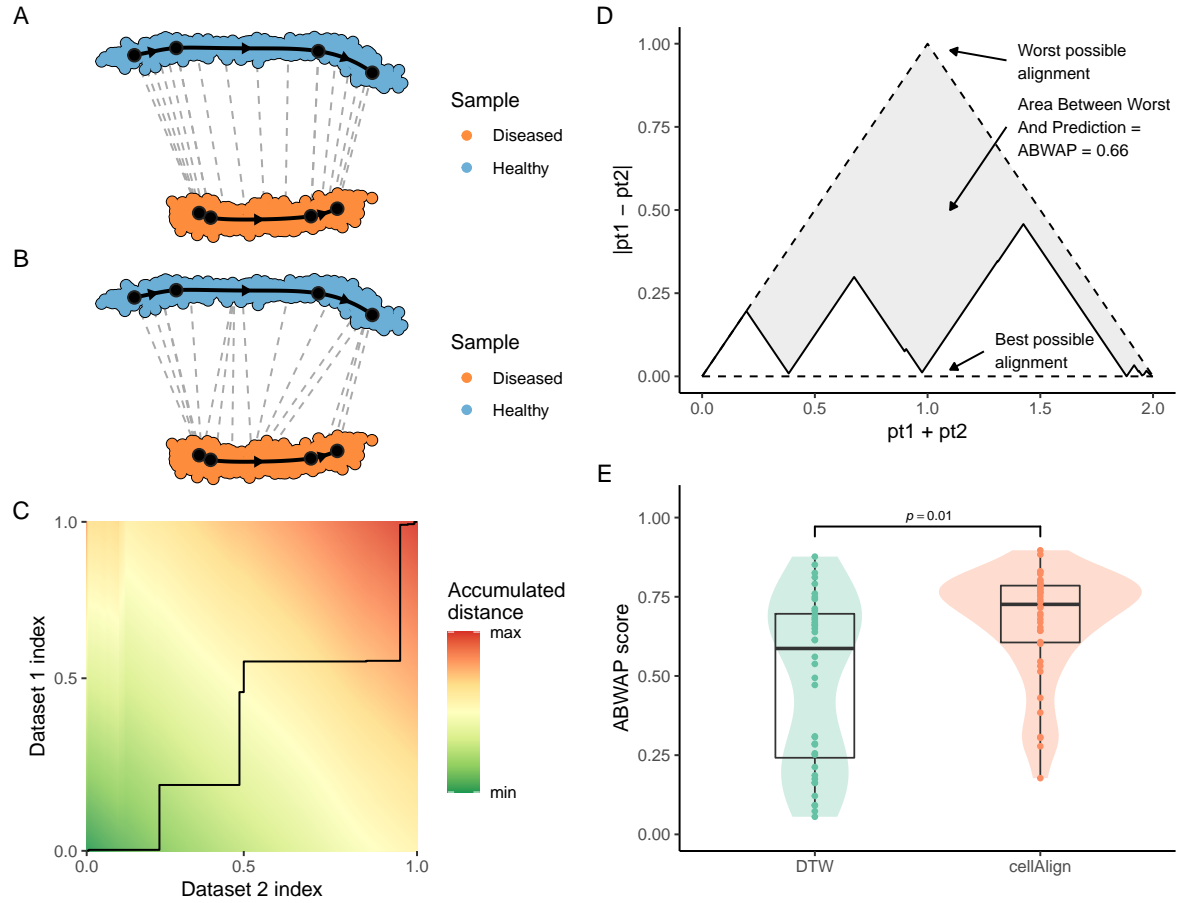 A
Sample
Diseased
Healthy
B
Sample
Diseased
Healthy
C
1.0
0.5
0.0
0.0
0.5
1.0
Dataset 1 index
Dataset 2 index
Accumulated
distance
max
min
D
1.00
0.75
0.50
0.25
0.00
0.0
0.5
1.0
1.5
2.0
|pt1 − pt2|
pt1 + pt2
Worst possible
alignment
Area Between Worst
And Prediction =
ABWAP = 0.66
Best possible
alignment
E
1.00
0.75
0.50
0.25
0.00
ABWAP score
p = 0.01
DTW
cellAlign